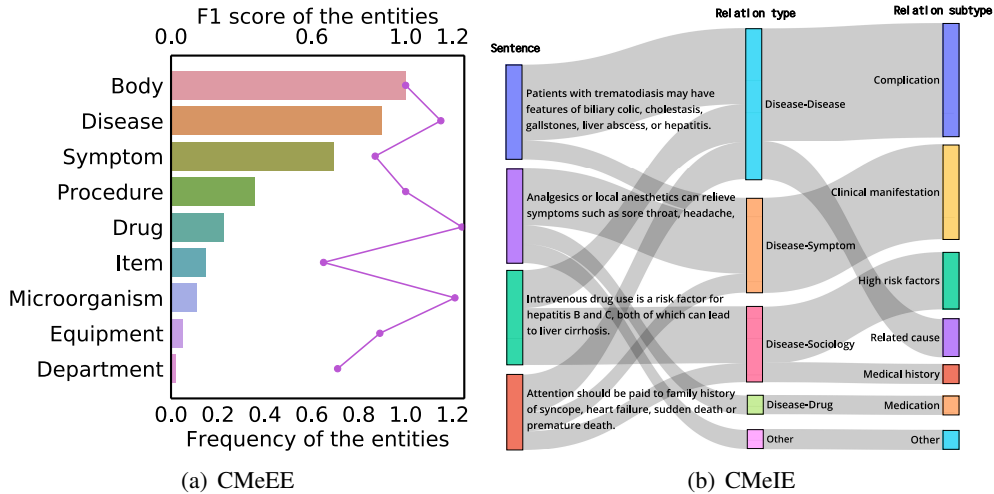 F1 score of the entities
0.0 0.6 1.0 1.2
Body
Disease
Symptom
Procedure
Drug
Item
Microorganism
Equipment
Department
0.0 0.4 0.6 0.8 1.0 1.2
Frequency of the entities
(a) CMeEE
Sentence
Relation type
Relation subtype
Patients with trematodiasis may have
features of biliary colic, cholestasis,
gallstones, liver abscess, or hepatitis.
Analgesics or local anesthetics can relieve
symptoms such as sore throat, headache,
Intravenous drug use is a risk factor for
hepatitis B and C, both of which can lead
to liver cirrhosis.
Attention should be paid to family history
of syncope, heart failure, sudden death or
premature death.
Disease-Disease
Disease-Symptom
Disease-Sociology
Disease-Drug
Other
Complication
Clinical manifestation
High risk factors
Related cause
Medical history
Medication
Other
(b) CMeIE